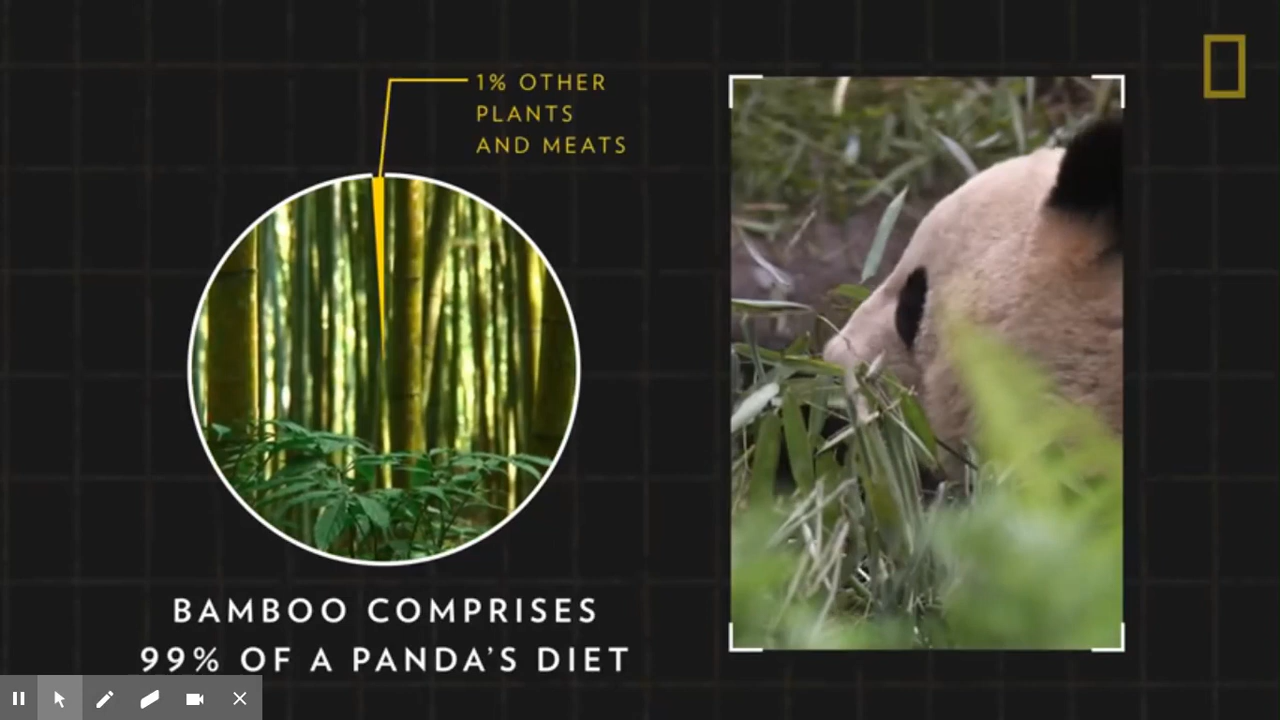 1% OTHER
PLANTS
AND MEATS
BAMBOO COMPRISES
99% OF A PANDA'S DIET